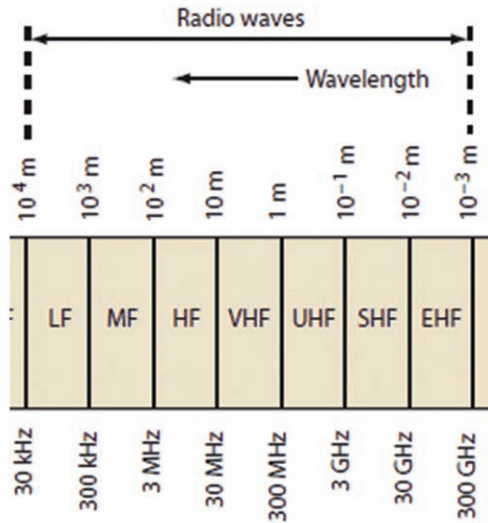 Radio waves
Wavelength
10⁴ m
10³ m
10² m
10 m
1 m
10⁻¹ m
10⁻² m
10⁻³ m
LF
MF
HF
VHF
UHF
SHF
EHF
30 kHz
300 kHz
3 MHz
30 MHz
300 MHz
3 GHz
30 GHz
300 GHz